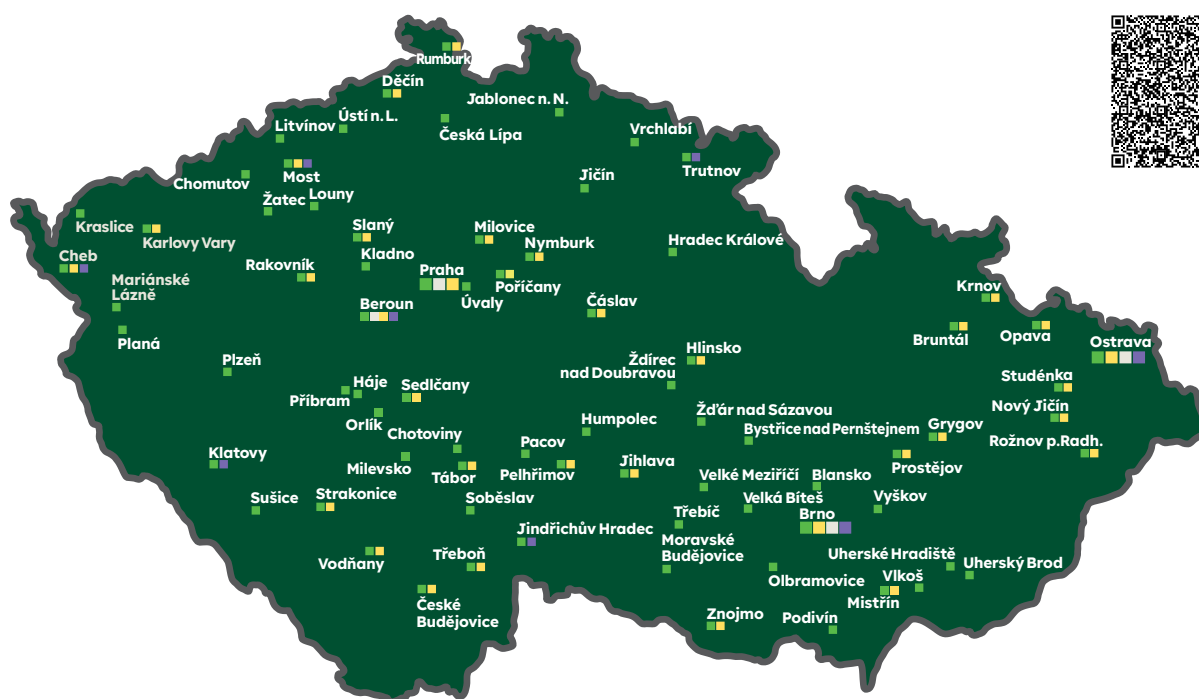 Rumburk
Děčín
Jablonec n. N.
Ústí n. L.
Česká Lípa
Litvínov
Vrchlabí
Trutnov
Most
Chomutov
Jičín
Žatec
Louny
Kraslice
Karlovy Vary
Slaný
Milovice
Nymburk
Hradec Králové
Cheb
Kladno
Rakovník
Praha
Poříčany
Mariánské
Lázně
Úvaly
Krnov
Beroun
Čáslav
Planá
Bruntál
Opava
Ostrava
Hlinsko
Plzeň
Ždírec
nad Doubravou
Studénka
Háje
Sedlčany
Příbram
Nový Jičín
Orlík
Humpolec
Žďár nad Sázavou
Bystřice nad Pernštejnem
Grygov
Chotoviny
Rožnov p. Radh.
Klatovy
Pacov
Milevsko
Jihlava
Prostějov
Tábor
Pelhřimov
Velké Meziříčí
Blansko
Sušice
Strakonice
Soběslav
Velká Bíteš
Vyškov
Třebíč
Brno
Jindřichův Hradec
Moravské
Budějovice
Vodňany
Třeboň
Uherské Hradiště
Uherský Brod
Olbramovice
Vlkoš
České
Budějovice
Mistřín
Znojmo
Podivín